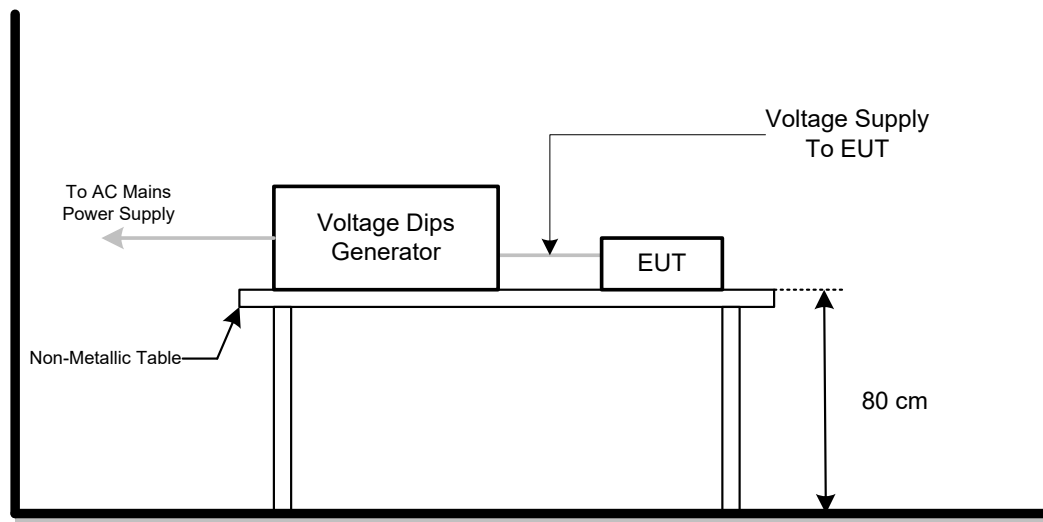 Voltage Supply
To EUT
To AC Mains
Power Supply
Voltage Dips
Generator
EUT
Non-Metallic Table
80 cm